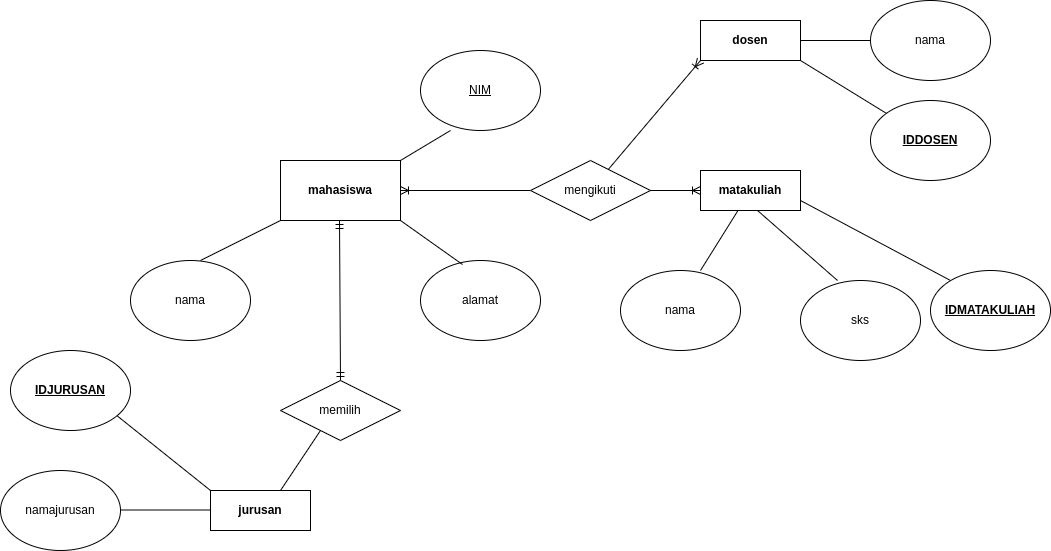 nama
dosen
NIM
IDDOSEN
mahasiswa
mengikuti
matakuliah
nama
alamat
nama
sks
IDMATAKULIAH
IDJURUSAN
memilih
namajurusan
jurusan